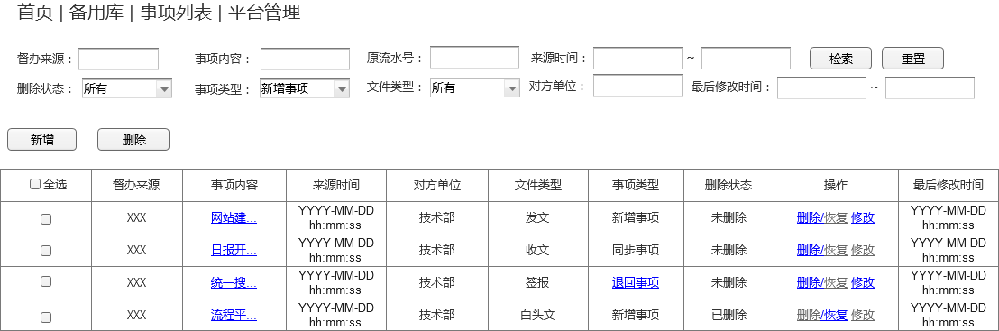 首页 | 备用库 | 事项列表 | 平台管理
督办来源： 事项内容： 原流水号： 来源时间： ~ 检索 重置
删除状态： 所有 事项类型： 新增事项 文件类型： 所有 对方单位： 最后修改时间： ~
新增 删除
全选 督办来源 事项内容 来源时间 对方单位 文件类型 事项类型 删除状态 操作 最后修改时间
XXX 网站建... YYYY-MM-DD hh:mm:ss 技术部 发文 新增事项 未删除 删除/恢复 修改 YYYY-MM-DD hh:mm:ss
XXX 日报开... YYYY-MM-DD hh:mm:ss 技术部 收文 同步事项 未删除 删除/恢复 修改 YYYY-MM-DD hh:mm:ss
XXX 统一搜... YYYY-MM-DD hh:mm:ss 技术部 签报 退回事项 未删除 删除/恢复 修改 YYYY-MM-DD hh:mm:ss
XXX 流程平... YYYY-MM-DD hh:mm:ss 技术部 白头文 新增事项 已删除 删除/恢复 修改 YYYY-MM-DD hh:mm:ss